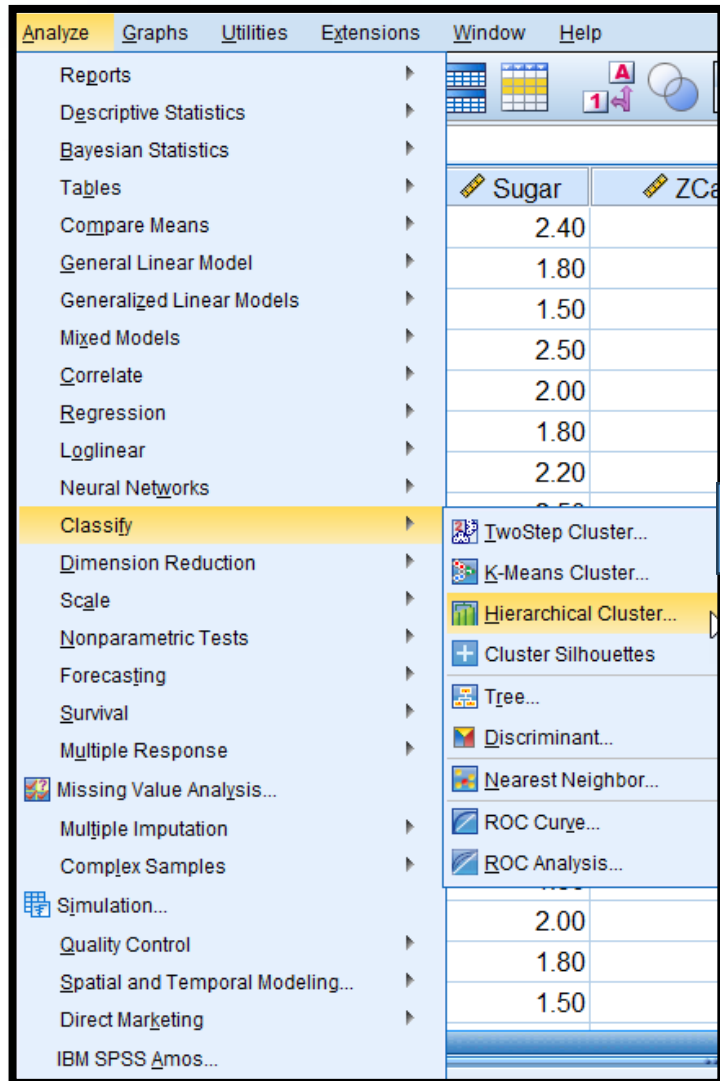 Analyze Graphs Utilities Extensions Window Help
Reports
Descriptive Statistics
Bayesian Statistics
Tables
Compare Means
General Linear Model
Generalized Linear Models
Mixed Models
Correlate
Regression
Loglinear
Neural Networks
Classify
Dimension Reduction
Scale
Nonparametric Tests
Forecasting
Survival
Multiple Response
Missing Value Analysis...
Multiple Imputation
Complex Samples
Simulation...
Quality Control
Spatial and Temporal Modeling...
Direct Marketing
IBM SPSS Amos...
A
1
Sugar
2.40
1.80
1.50
2.50
2.00
1.80
2.20
TwoStep Cluster...
K-Means Cluster...
Hierarchical Cluster...
Cluster Silhouettes
Tree...
Discriminant...
Nearest Neighbor...
ROC Curve...
ROC Analysis...
2.00
1.80
1.50